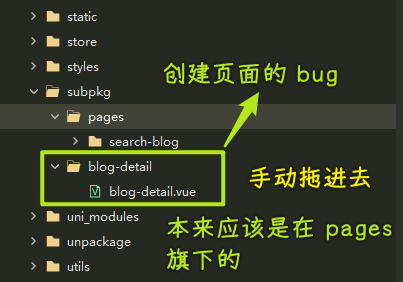 static
store
styles
subpkg
pages
search-blog
blog-detail
blog-detail.vue
uni_modules
unpackage
utils
创建页面的 bug
手动拖进去
本来应该是在 pages
旗下的